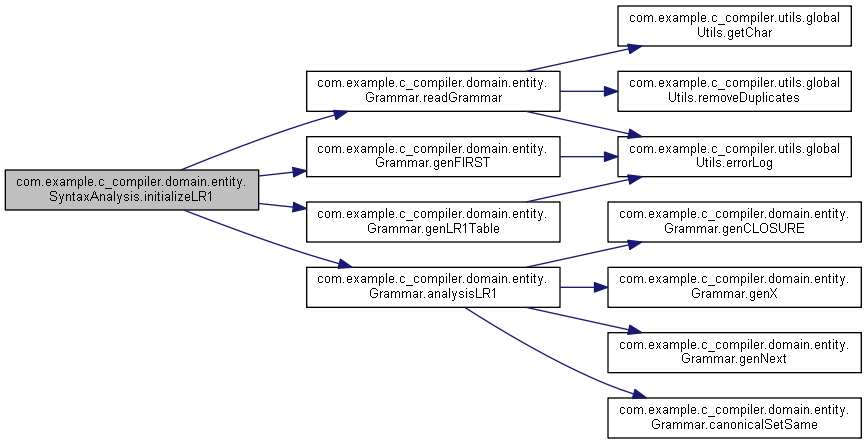 com.example.c_compiler.domain.entity.
SyntaxAnalysis.initializeLR1
com.example.c_compiler.domain.entity.
Grammar.readGrammar
com.example.c_compiler.domain.entity.
Grammar.genFIRST
com.example.c_compiler.domain.entity.
Grammar.genLR1Table
com.example.c_compiler.domain.entity.
Grammar.analysisLR1
com.example.c_compiler.utils.global
Utils.getChar
com.example.c_compiler.utils.global
Utils.removeDuplicates
com.example.c_compiler.utils.global
Utils.errorLog
com.example.c_compiler.domain.entity.
Grammar.genCLOSURE
com.example.c_compiler.domain.entity.
Grammar.genX
com.example.c_compiler.domain.entity.
Grammar.genNext
com.example.c_compiler.domain.entity.
Grammar.canonicalSetSame